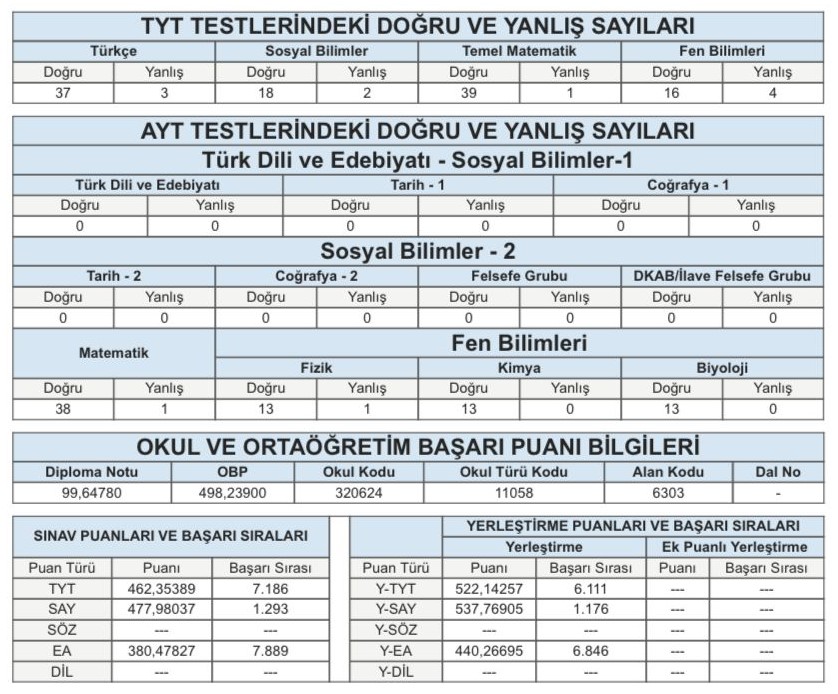 TYT TESTLERİNDEKİ DOĞRU VE YANLIŞ SAYILARI
Türkçe Sosyal Bilimler Temel Matematik Fen Bilimleri
Doğru Yanlış Doğru Yanlış Doğru Yanlış Doğru Yanlış
37 3 18 2 39 1 16 4
AYT TESTLERİNDEKİ DOĞRU VE YANLIŞ SAYILARI
Türk Dili ve Edebiyatı - Sosyal Bilimler-1
Türk Dili ve Edebiyatı Tarih - 1 Coğrafya - 1
Doğru Yanlış Doğru Yanlış Doğru Yanlış
0 0 0 0 0 0
Sosyal Bilimler - 2
Tarih - 2 Coğrafya - 2 Felsefe Grubu DKAB/İlave Felsefe Grubu
Doğru Yanlış Doğru Yanlış Doğru Yanlış Doğru Yanlış
0 0 0 0 0 0 0 0
Matematik Fen Bilimleri
Fizik Kimya Biyoloji
Doğru Yanlış Doğru Yanlış Doğru Yanlış Doğru Yanlış
38 1 13 1 13 0 13 0
OKUL VE ORTAÖĞRETİM BAŞARI PUANI BİLGİLERİ
Diploma Notu OBP Okul Kodu Okul Türü Kodu Alan Kodu Dal No
99,64780 498,23900 320624 11058 6303 -
SINAV PUANLARI VE BAŞARI SIRALARI
Puan Türü Puanı Başarı Sırası
TYT 462,35389 7.186
SAY 477,98037 1.293
SÖZ --- ---
EA 380,47827 7.889
DİL --- ---
YERLEŞTİRME PUANLARI VE BAŞARI SIRALARI
Yerleştirme Ek Puanlı Yerleştirme
Puan Türü Puanı Başarı Sırası Puanı Başarı Sırası
Y-TYT 522,14257 6.111 --- ---
Y-SAY 537,76905 1.176 --- ---
Y-SÖZ --- --- --- ---
Y-EA 440,26695 6.846 --- ---
Y-DİL --- --- --- ---